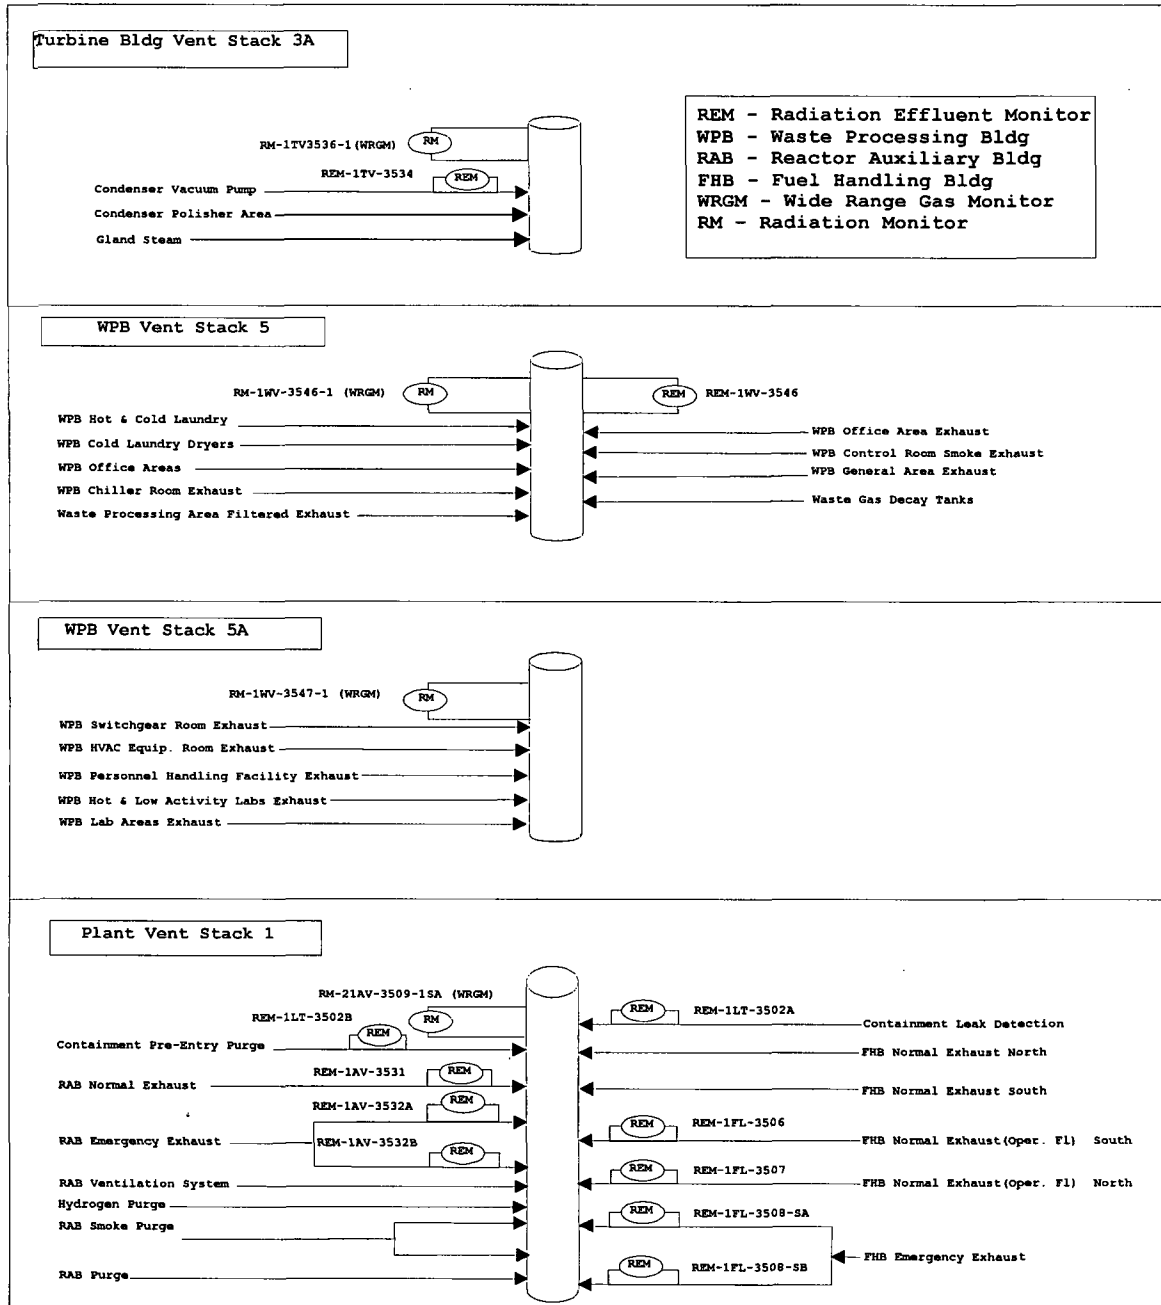 Turbine Bldg Vent Stack 3A
REM - Radiation Effluent Monitor
WPB - Waste Processing Bldg
RAB - Reactor Auxiliary Bldg
FHB - Fuel Handling Bldg
WRGM - Wide Range Gas Monitor
RM - Radiation Monitor
RM-1TV3536-1(WRGM)
RM
REM-1TV-3534
REM
Condenser Vacuum Pump
Condenser Polisher Area
Gland Steam
WPB Vent Stack 5
RM-1WV-3546-1 (WRGM)
RM
REM
REM-1WV-3546
WPB Hot & Cold Laundry
WPB Cold Laundry Dryers
WPB Office Areas
WPB Chiller Room Exhaust
Waste Processing Area Filtered Exhaust
WPB Office Area Exhaust
WPB Control Room Smoke Exhaust
WPB General Area Exhaust
Waste Gas Decay Tanks
WPB Vent Stack 5A
RM-1WV-3547-1 (WRGM)
RM
WPB Switchgear Room Exhaust
WPB HVAC Equip. Room Exhaust
WPB Personnel Handling Facility Exhaust
WPB Hot & Low Activity Labs Exhaust
WPB Lab Areas Exhaust
Plant Vent Stack 1
RM-21AV-3509-1SA (WRGM)
RM
REM-1LT-3502B
REM
Containment Pre-Entry Purge
REM-1AV-3531
REM
RAB Normal Exhaust
REM-1AV-3532A
REM
RAB Emergency Exhaust
REM-1AV-3532B
REM
RAB Ventilation System
Hydrogen Purge
RAB Smoke Purge
RAB Purge
REM
REM-1LT-3502A
Containment Leak Detection
FHB Normal Exhaust North
FHB Normal Exhaust South
REM
REM-1FL-3506
FHB Normal Exhaust(Oper. Fl) South
REM
REM-1FL-3507
FHB Normal Exhaust(Oper. Fl) North
REM
REM-1FL-3508-SA
FHB Emergency Exhaust
REM
REM-1FL-3508-SB